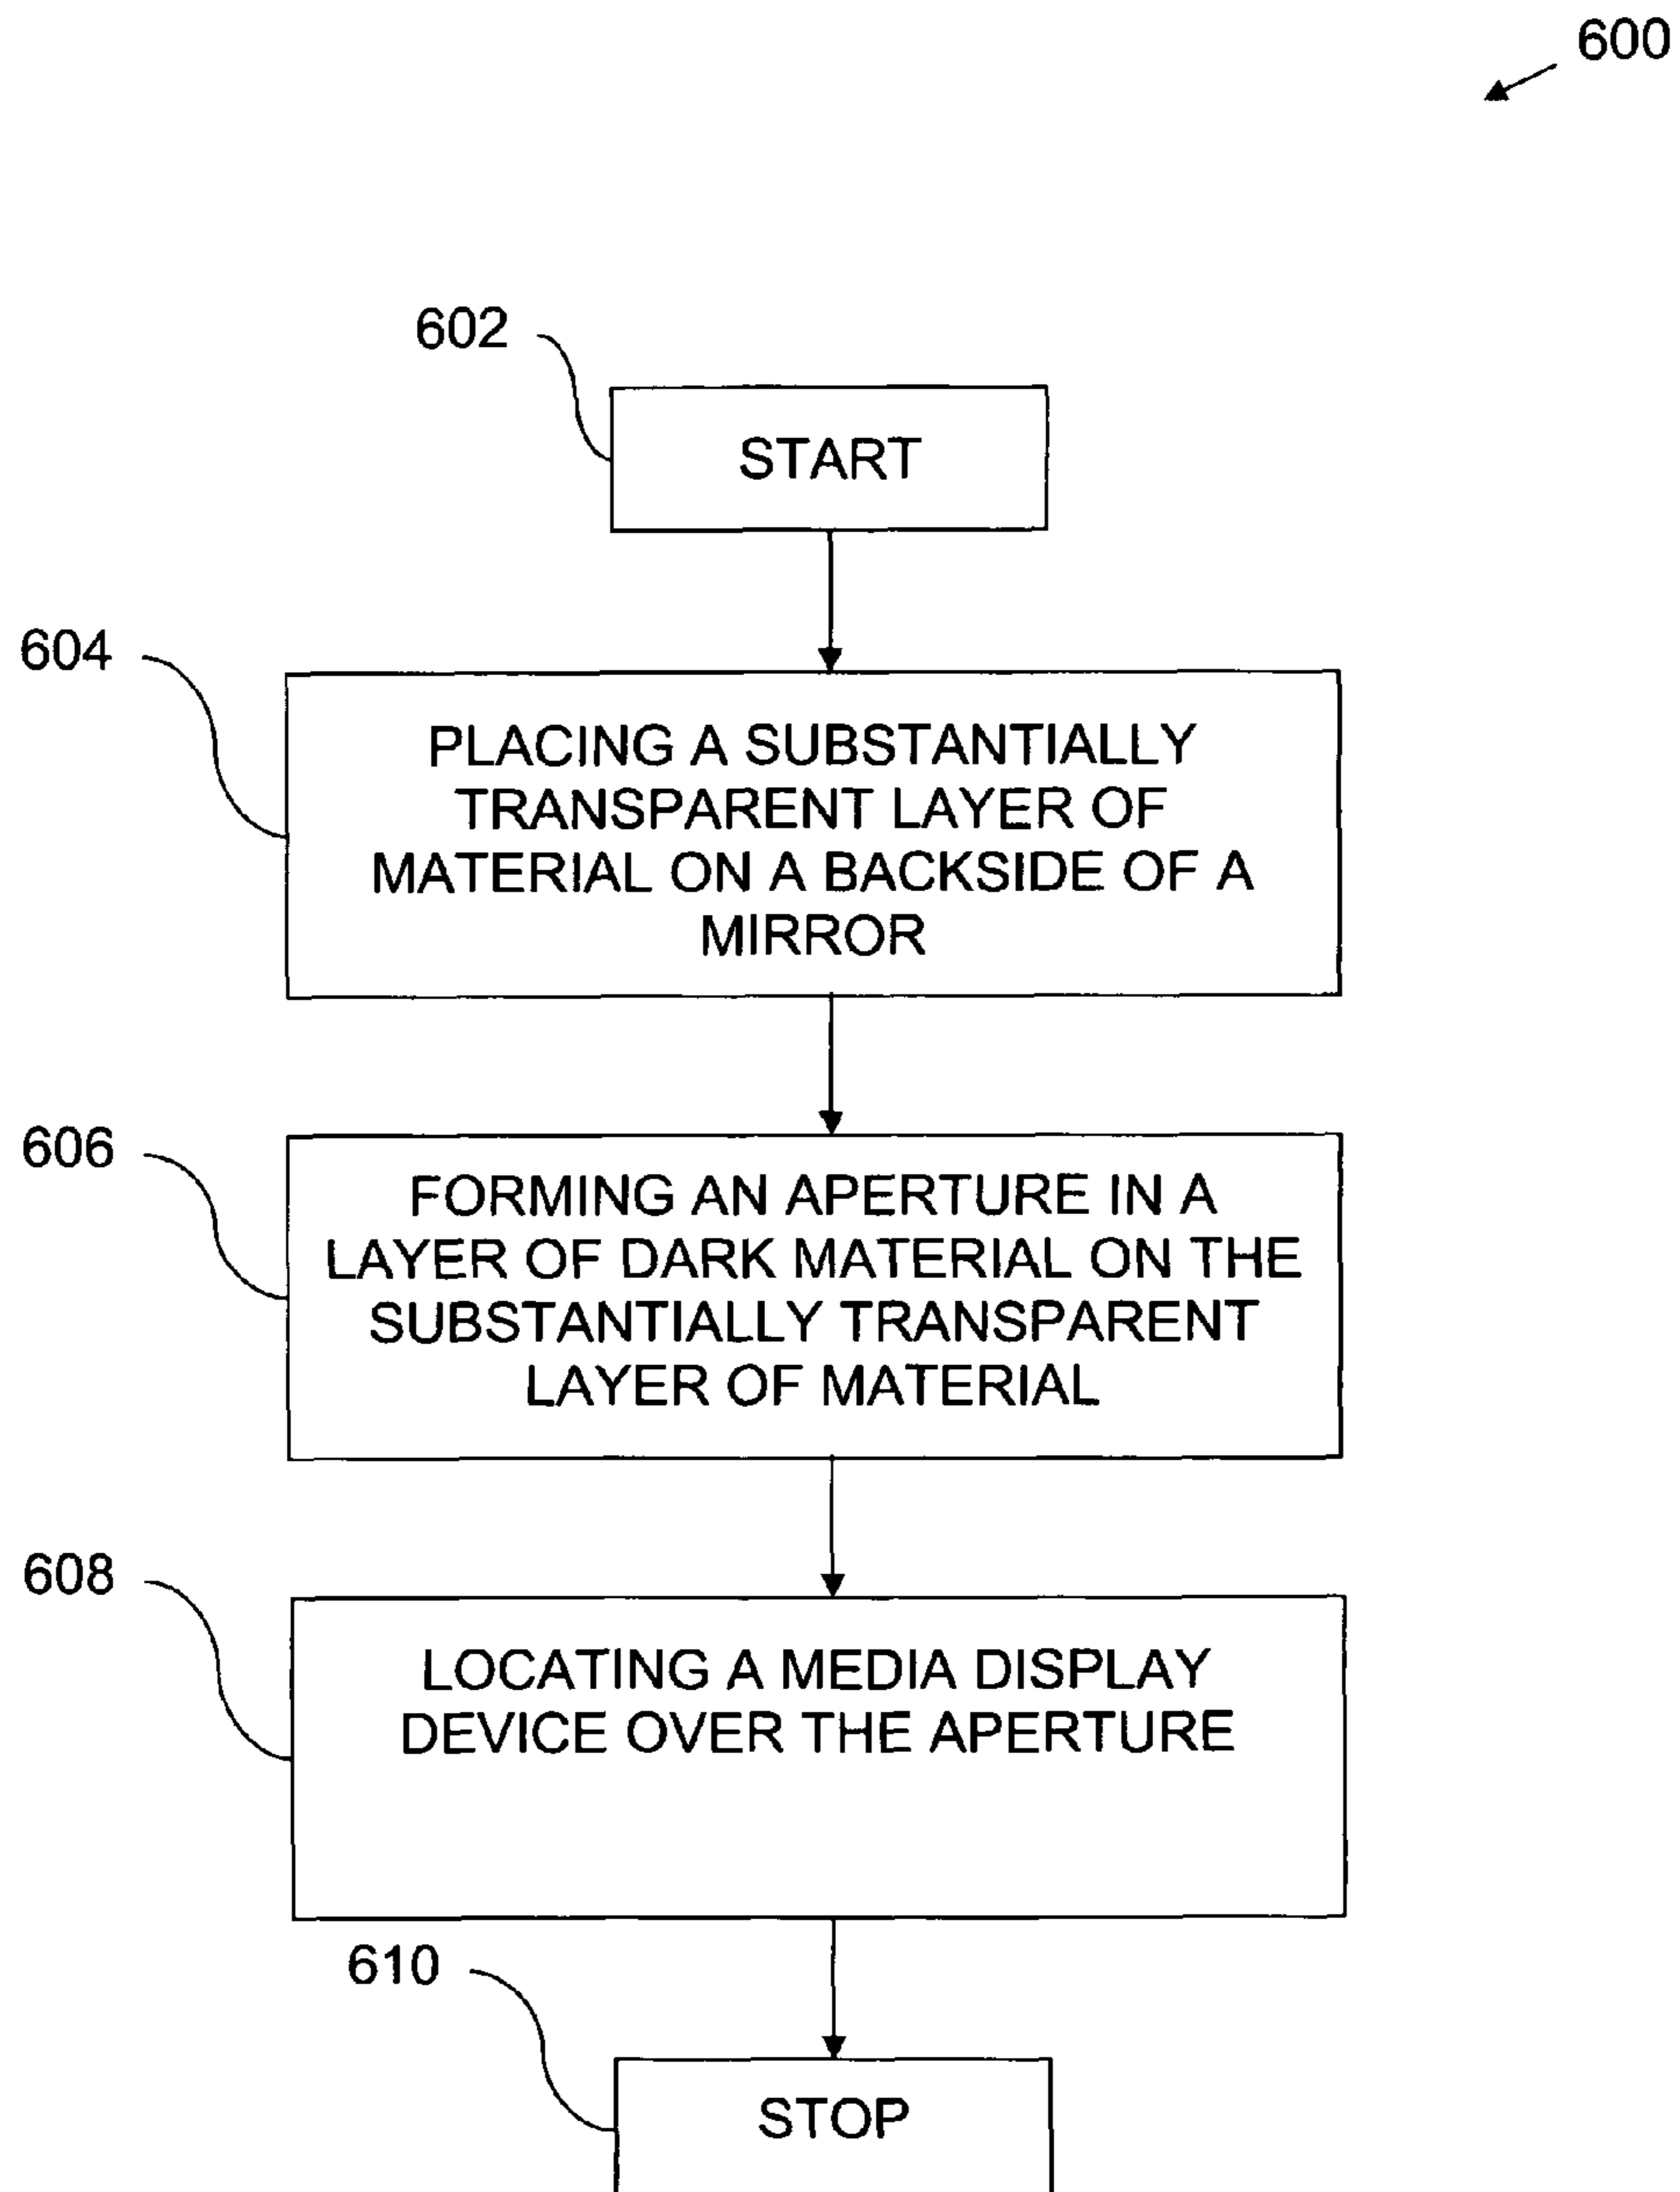 600
602
START
604
PLACING A SUBSTANTIALLY
TRANSPARENT LAYER OF
MATERIAL ON A BACKSIDE OF A
MIRROR
606
FORMING AN APERTURE IN A
LAYER OF DARK MATERIAL ON THE
SUBSTANTIALLY TRANSPARENT
LAYER OF MATERIAL
608
LOCATING A MEDIA DISPLAY
DEVICE OVER THE APERTURE
610
STOP